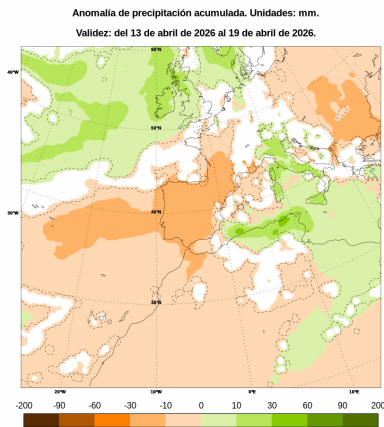 Anomalía de precipitación acumulada. Unidades: mm.
Validez: del 13 de abril de 2026 al 19 de abril de 2026.
60°N
40°W
50°N
30°W
40°N
30°N
20°W 10°W 0°E 10°E
-200 -90 -60 -30 -10 0 10 30 60 90 200